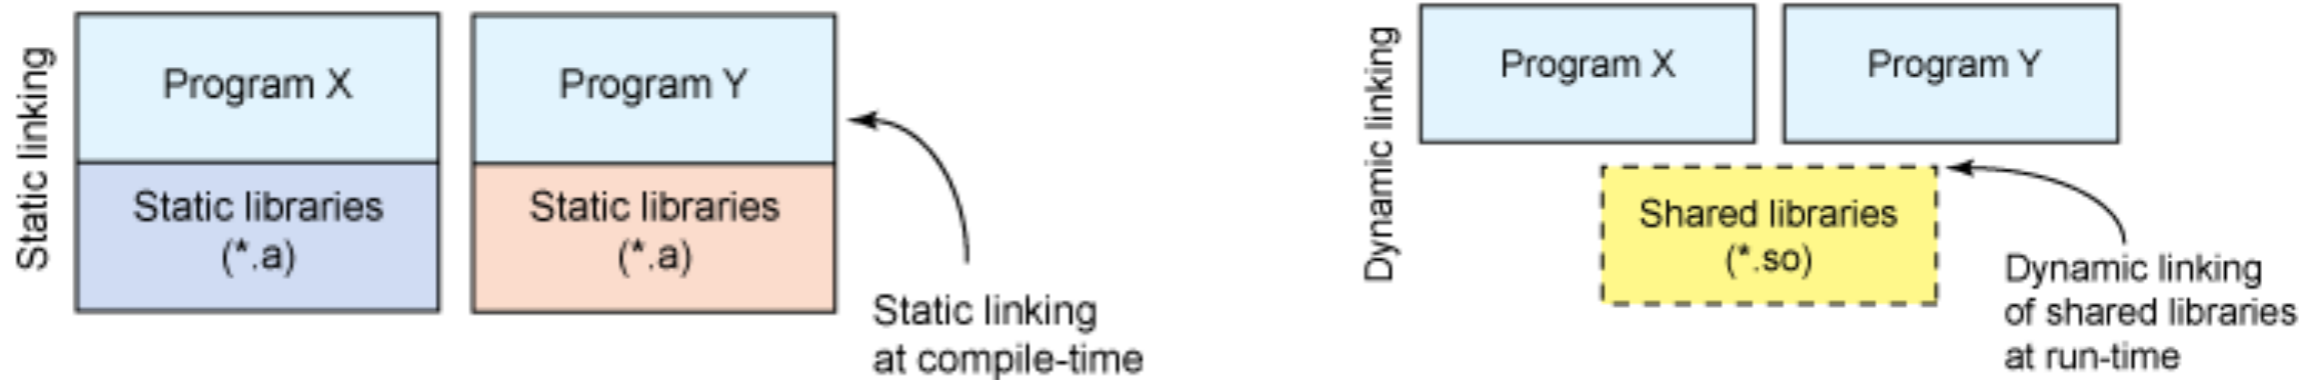 Static linking
Program X
Static libraries
(*.a)
Program Y
Static libraries
(*.a)
Static linking
at compile-time
Dynamic linking
Program X
Program Y
Shared libraries
(*.so)
Dynamic linking
of shared libraries
at run-time